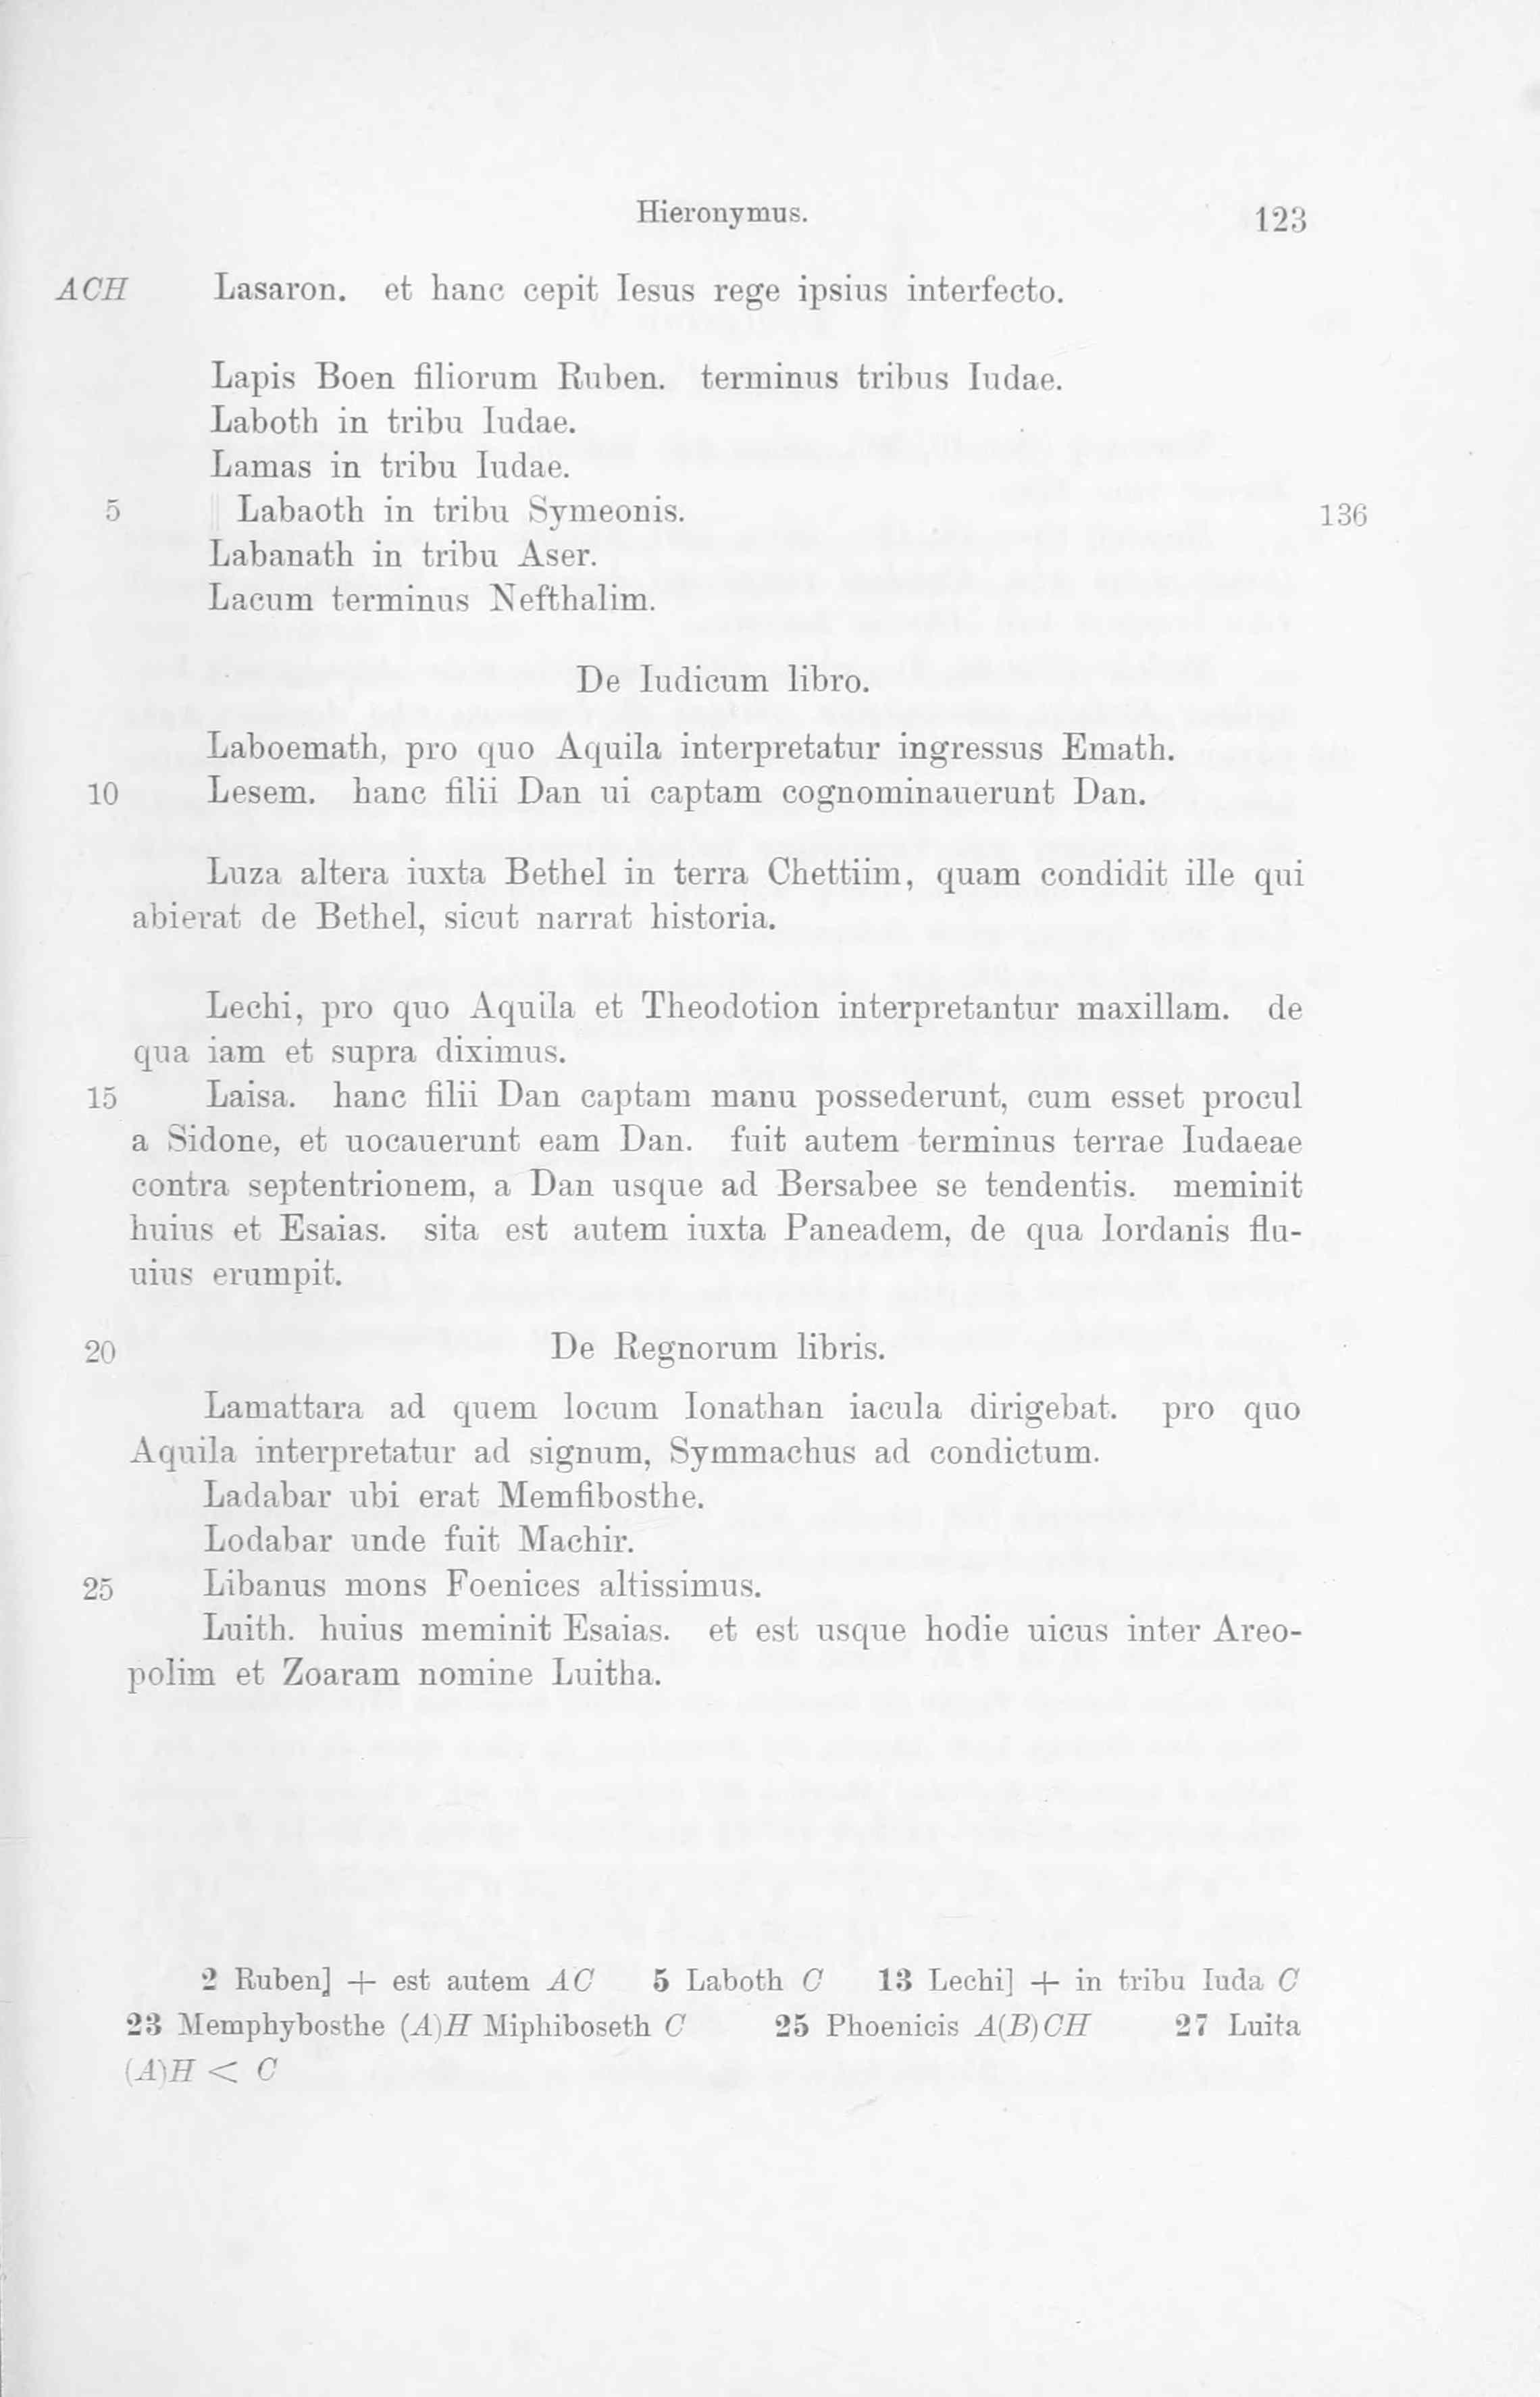 Hieronymus. 123
ACH Lasaron. et hanc cepit Iesus rege ipsius interfecto.
Lapis Boen filiorum Ruben. terminus tribus Iudae.
Laboth in tribu Iudae.
Lamas in tribu Iudae.
5 || Labaoth in tribu Symeonis. 136
Labanath in tribu Aser.
Lacum terminus Nefthalim.
De Iudicum libro.
Laboemath, pro quo Aquila interpretatur ingressus Emath.
10 Lesem. hanc filii Dan ui captam cognominauerunt Dan.
Luza altera iuxta Bethel in terra Chettiim, quam condidit ille qui
abierat de Bethel, sicut narrat historia.
Lechi, pro quo Aquila et Theodotion interpretantur maxillam. de
qua iam et supra diximus.
15 Laisa. hanc filii Dan captam manu possederunt, cum esset procul
a Sidone, et uocauerunt eam Dan. fuit autem terminus terrae Iudaeae
contra septentrionem, a Dan usque ad Bersabee se tendentis. meminit
huius et Esaias. sita est autem iuxta Paneadem, de qua Iordanis flu-
uius erumpit.
20 De Regnorum libris.
Lamattara ad quem locum Ionathan iacula dirigebat. pro quo
Aquila interpretatur ad signum, Symmachus ad condictum.
Ladabar ubi erat Memfibosthe.
Lodabar unde fuit Machir.
25 Libanus mons Foenices altissimus.
Luith. huius meminit Esaias. et est usque hodie uicus inter Areo-
polim et Zoaram nomine Luitha.
2 Ruben] + est autem AC 5 Laboth C 13 Lechi] + in tribu Iuda C
23 Memphybosthe (A)H Miphiboseth C 25 Phoenicis A(B)CH 27 Luita
(A)H < C